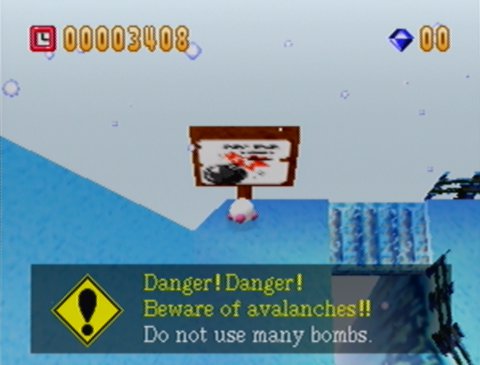 00003408
00
Danger! Danger!
Beware of avalanches!!
Do not use many bombs.